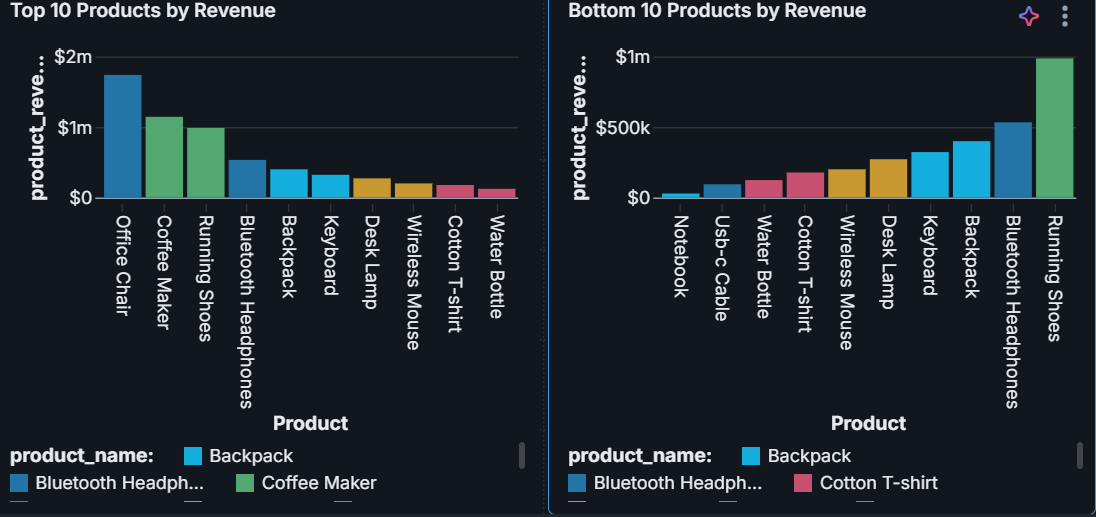 Top 10 Products by Revenue
product_reve...
$2m
$1m
$0
Office Chair
Coffee Maker
Running Shoes
Bluetooth Headphones
Backpack
Keyboard
Desk Lamp
Wireless Mouse
Cotton T-shirt
Water Bottle
Product
product_name:
Backpack
Bluetooth Headph...
Coffee Maker
Bottom 10 Products by Revenue
product_reve...
$1m
$500k
$0
Notebook
Usb-c Cable
Water Bottle
Cotton T-shirt
Wireless Mouse
Desk Lamp
Keyboard
Backpack
Bluetooth Headphones
Running Shoes
Product
product_name:
Backpack
Bluetooth Headph...
Cotton T-shirt